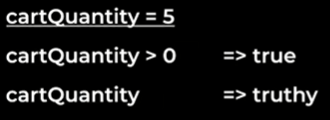 cartQuantity = 5
cartQuantity > 0 => true
cartQuantity => truthy